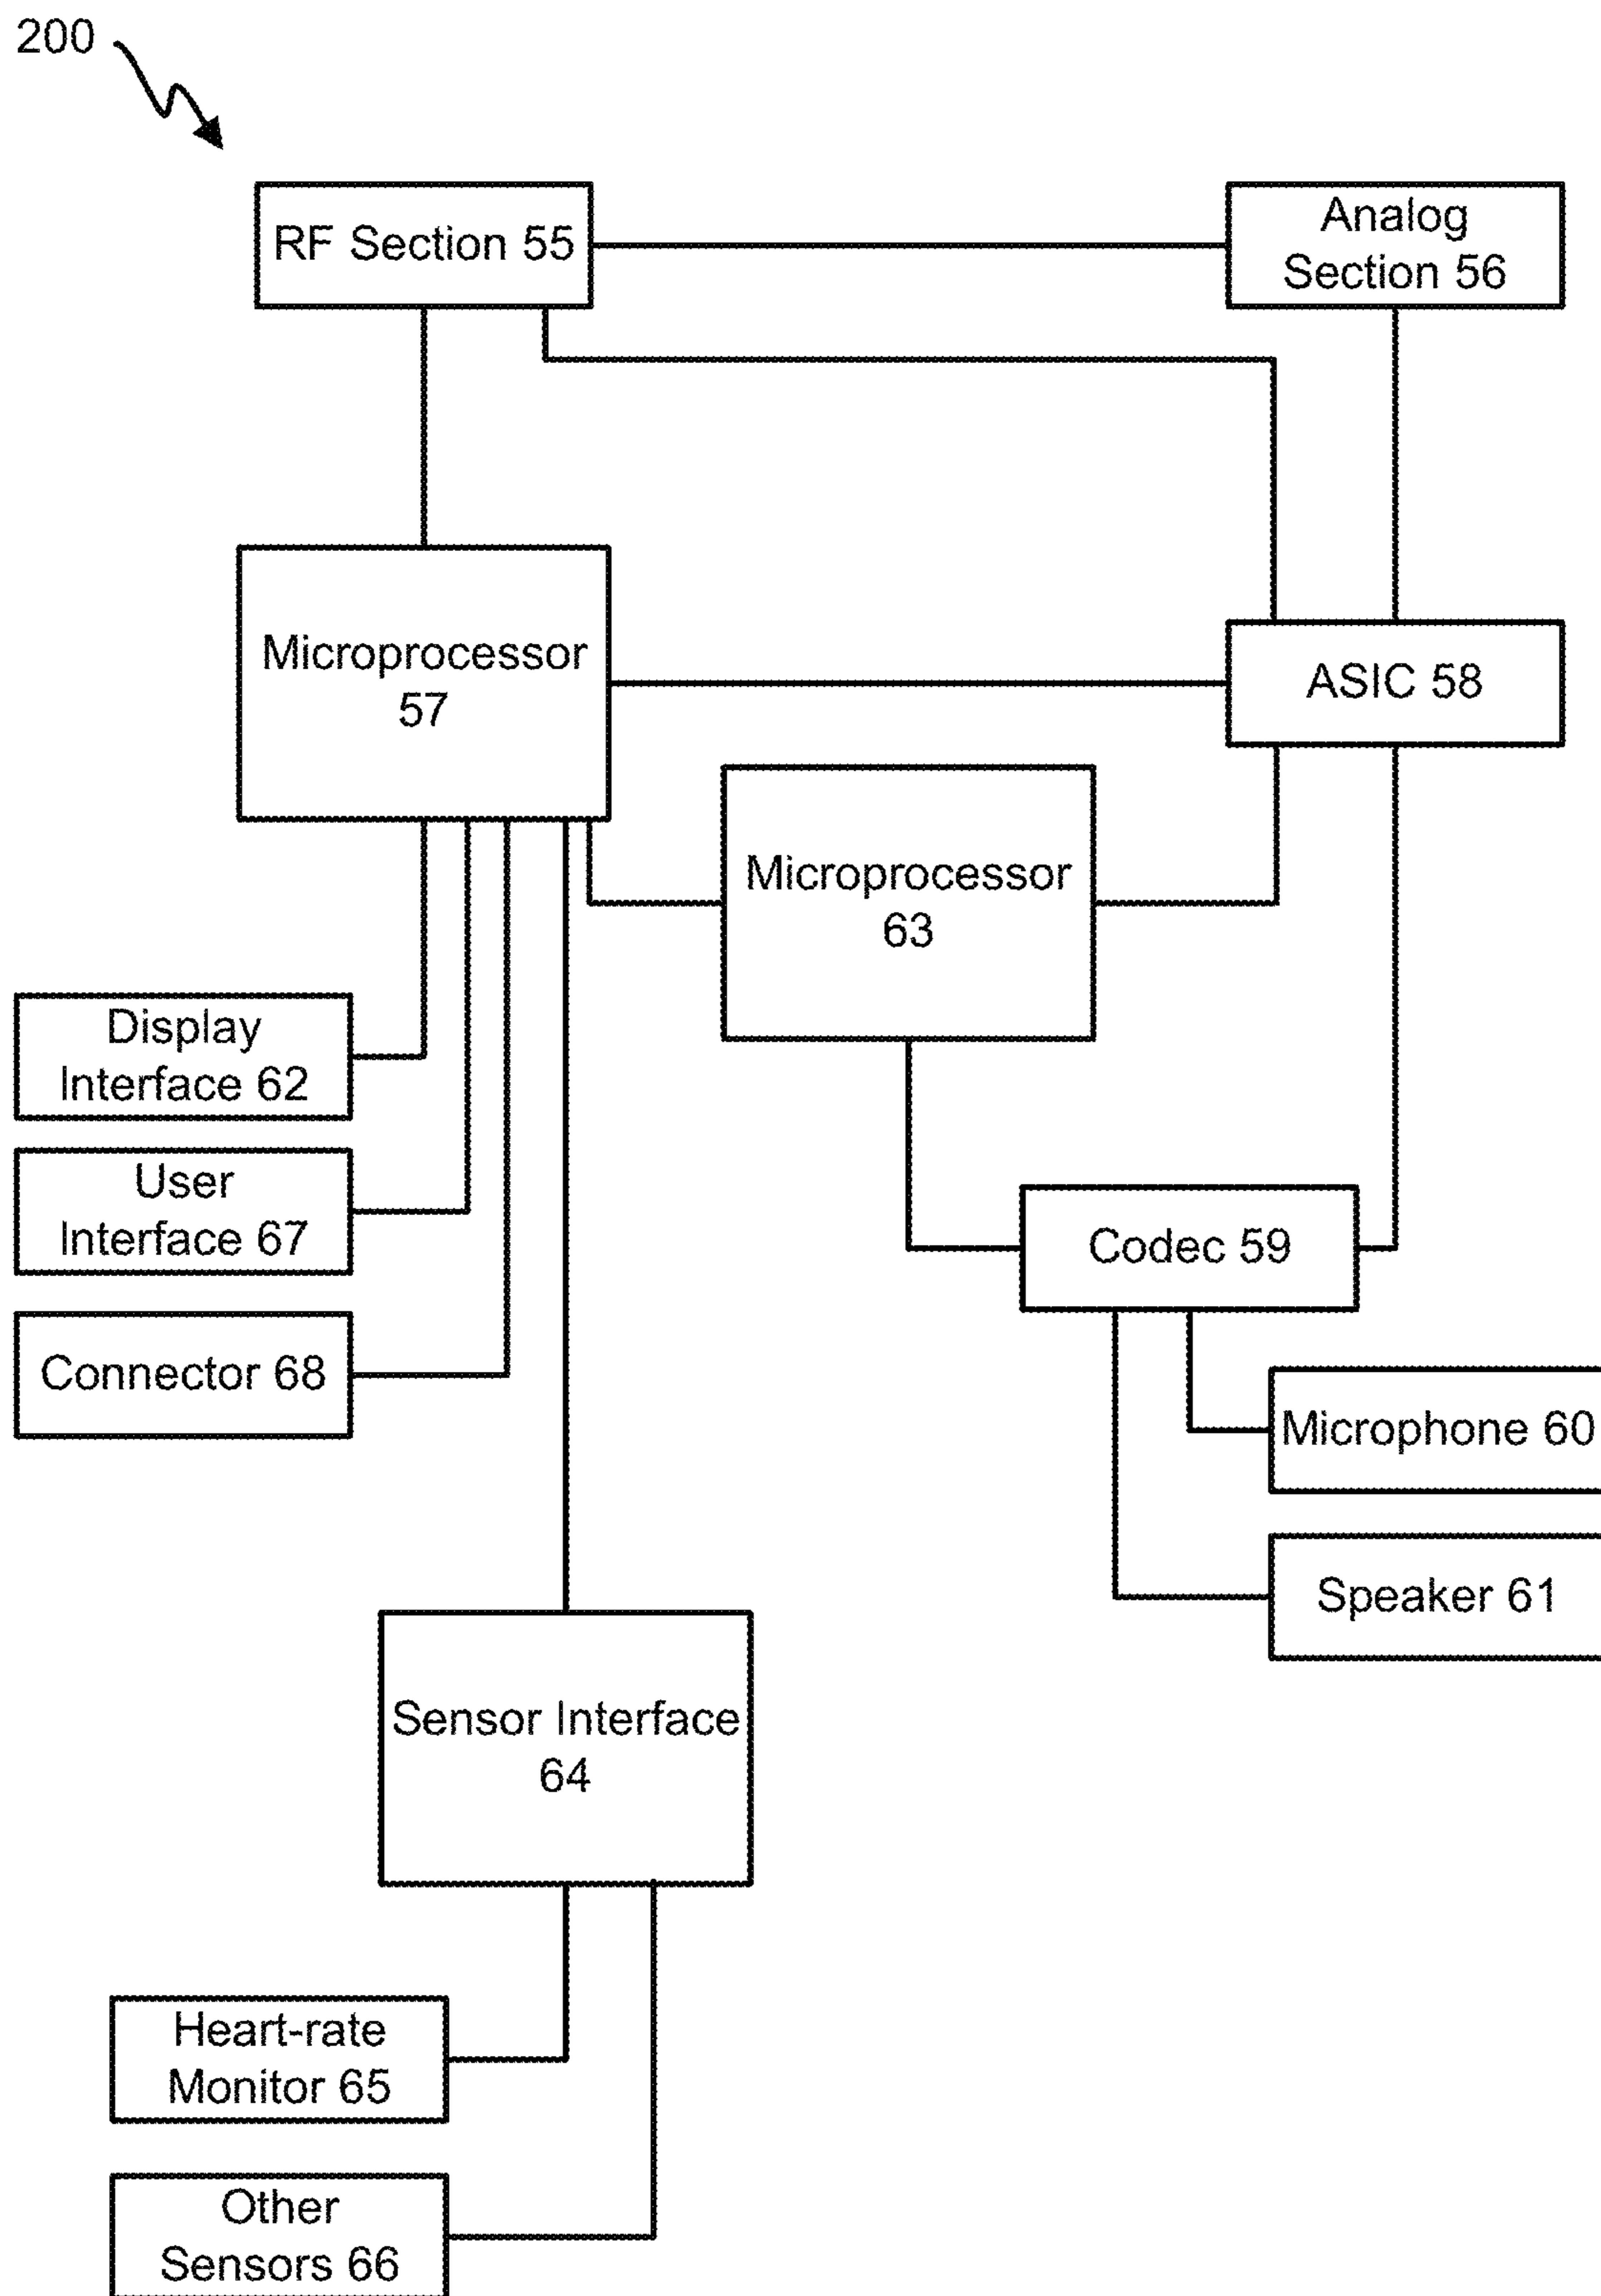 200
RF Section 55
Analog
Section 56
Microprocessor
57
ASIC 58
Microprocessor
63
Display
Interface 62
User
Interface 67
Codec 59
Connector 68
Microphone 60
Speaker 61
Sensor Interface
64
Heart-rate
Monitor 65
Other
Sensors 66